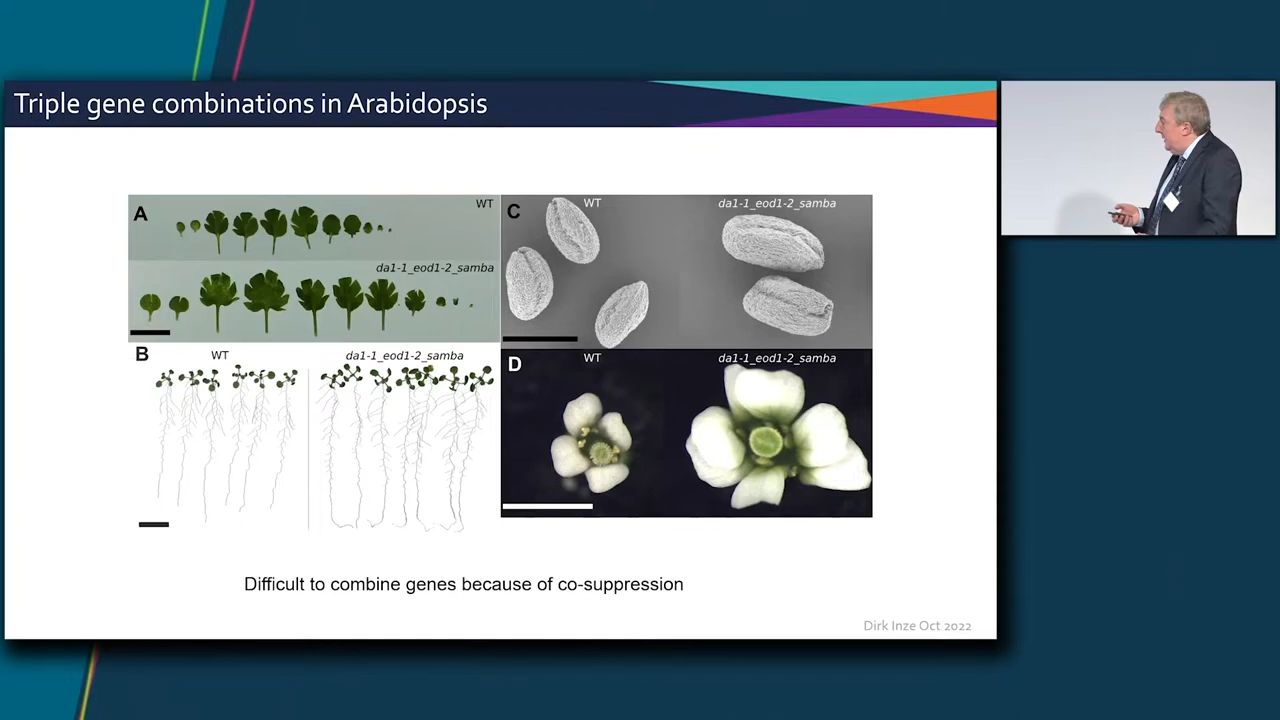 Triple gene combinations in Arabidopsis
A
WT
da1-1_eod1-2_samba
B
WT
da1-1_eod1-2_samba
C
WT
da1-1_eod1-2_samba
D
WT
da1-1_eod1-2_samba
Difficult to combine genes because of co-suppression
Dirk Inze Oct 2022